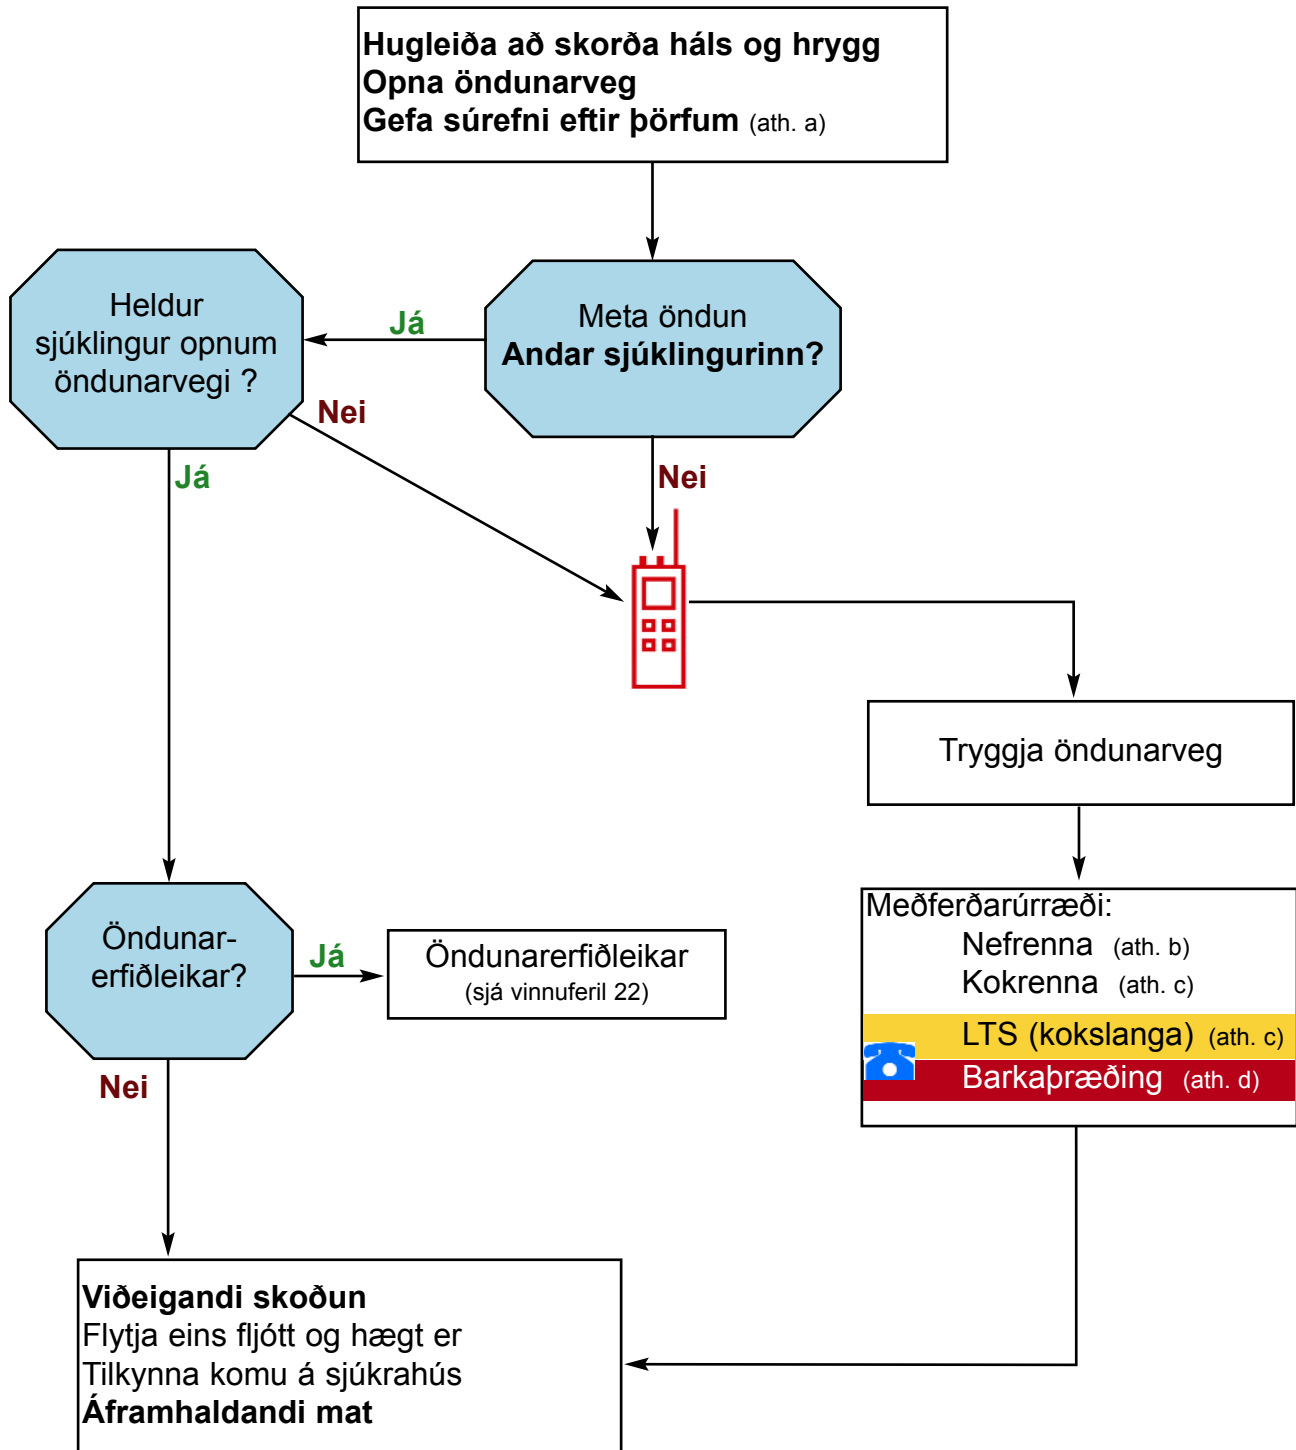 Hugleiða að skorða háls og hrygg
Opna öndunarveg
Gefa súrefni eftir þörfum (ath. a)
Heldur
sjúklingur opnum
öndunarvegi ?
Já
Meta öndun
Andar sjúklingurinn?
Nei
Já
Nei
Tryggja öndunarveg
Öndunar-
erfiðleikar?
Já
Öndunarerfiðleikar
(sjá vinnuferil 22)
Meðferðarúrræði:
Nefrenna (ath. b)
Kokrenna (ath. c)
LTS (kokslanga) (ath. c)
Barkaþræðing (ath. d)
Nei
Viðeigandi skoðun
Flytja eins fljótt og hægt er
Tilkynna komu á sjúkrahús
Áframhaldandi mat